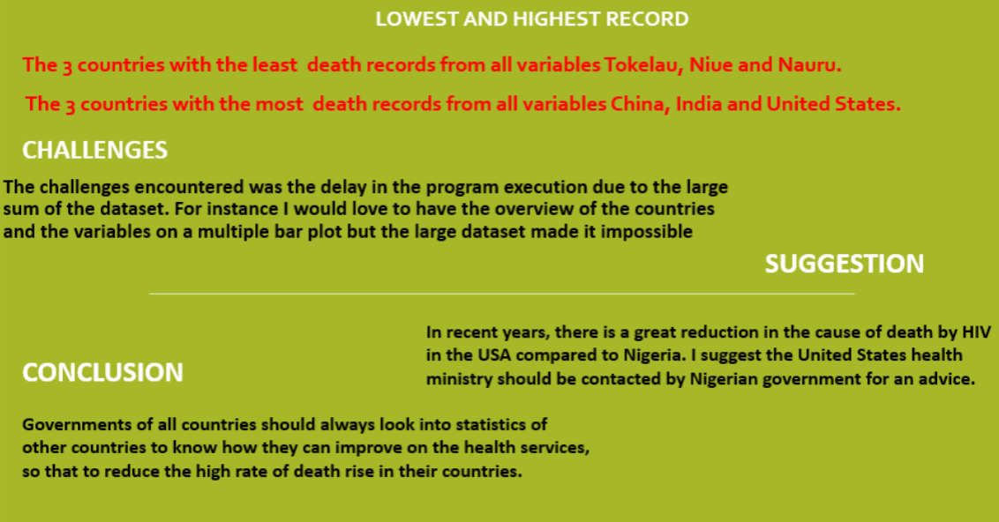 LOWEST AND HIGHEST RECORD
The 3 countries with the least death records from all variables Tokelau, Niue and Nauru.
The 3 countries with the most death records from all variables China, India and United States.
CHALLENGES
The challenges encountered was the delay in the program execution due to the large
sum of the dataset. For instance I would love to have the overview of the countries
and the variables on a multiple bar plot but the large dataset made it impossible
SUGGESTION
In recent years, there is a great reduction in the cause of death by HIV
in the USA compared to Nigeria. I suggest the United States health
ministry should be contacted by Nigerian government for an advice.
CONCLUSION
Governments of all countries should always look into statistics of
other countries to know how they can improve on the health services,
so that to reduce the high rate of death rise in their countries.